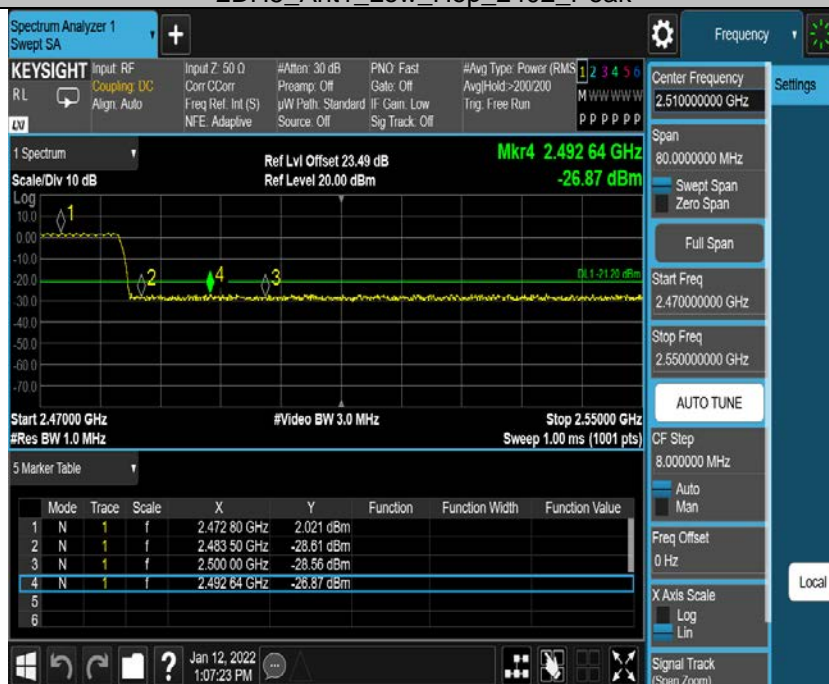 Spectrum Analyzer 1
Swept SA
Frequency
KEYSIGHT
RL
Input: RF
Coupling: DC
Align: Auto
Input Z: 50 Ω
Corr CCorr
Freq Ref: Int (S)
NFE: Adaptive
#Atten: 30 dB
Preamp: Off
µW Path: Standard
Source: Off
PNO: Fast
Gate: Off
IF Gain: Low
Sig Track: Off
#Avg Type: Power (RMS
Avg|Hold:>200/200
Trig: Free Run
1 2 3 4 5 6
M W W W W W
P P P P P P
1 Spectrum
Scale/Div 10 dB
Ref Lvl Offset 23.49 dB
Ref Level 20.00 dBm
Mkr4 2.492 64 GHz
-26.87 dBm
Log
10.0
0.00
-10.0
-20.0
-30.0
-40.0
-50.0
-60.0
-70.0
1
2
4
3
DL1 -21.20 dBm
Start 2.47000 GHz
#Res BW 1.0 MHz
#Video BW 3.0 MHz
Stop 2.55000 GHz
Sweep 1.00 ms (1001 pts)
5 Marker Table
Mode Trace Scale X Y Function Function Width Function Value
1 N 1 f 2.472 80 GHz 2.021 dBm
2 N 1 f 2.483 50 GHz -28.61 dBm
3 N 1 f 2.500 00 GHz -28.56 dBm
4 N 1 f 2.492 64 GHz -26.87 dBm
5
6
Jan 12, 2022
1:07:23 PM
Center Frequency
2.510000000 GHz
Settings
Span
80.0000000 MHz
Swept Span
Zero Span
Full Span
Start Freq
2.470000000 GHz
Stop Freq
2.550000000 GHz
AUTO TUNE
CF Step
8.000000 MHz
Auto
Man
Freq Offset
0 Hz
X Axis Scale
Log
Lin
Local
Signal Track
(Span Zoom)